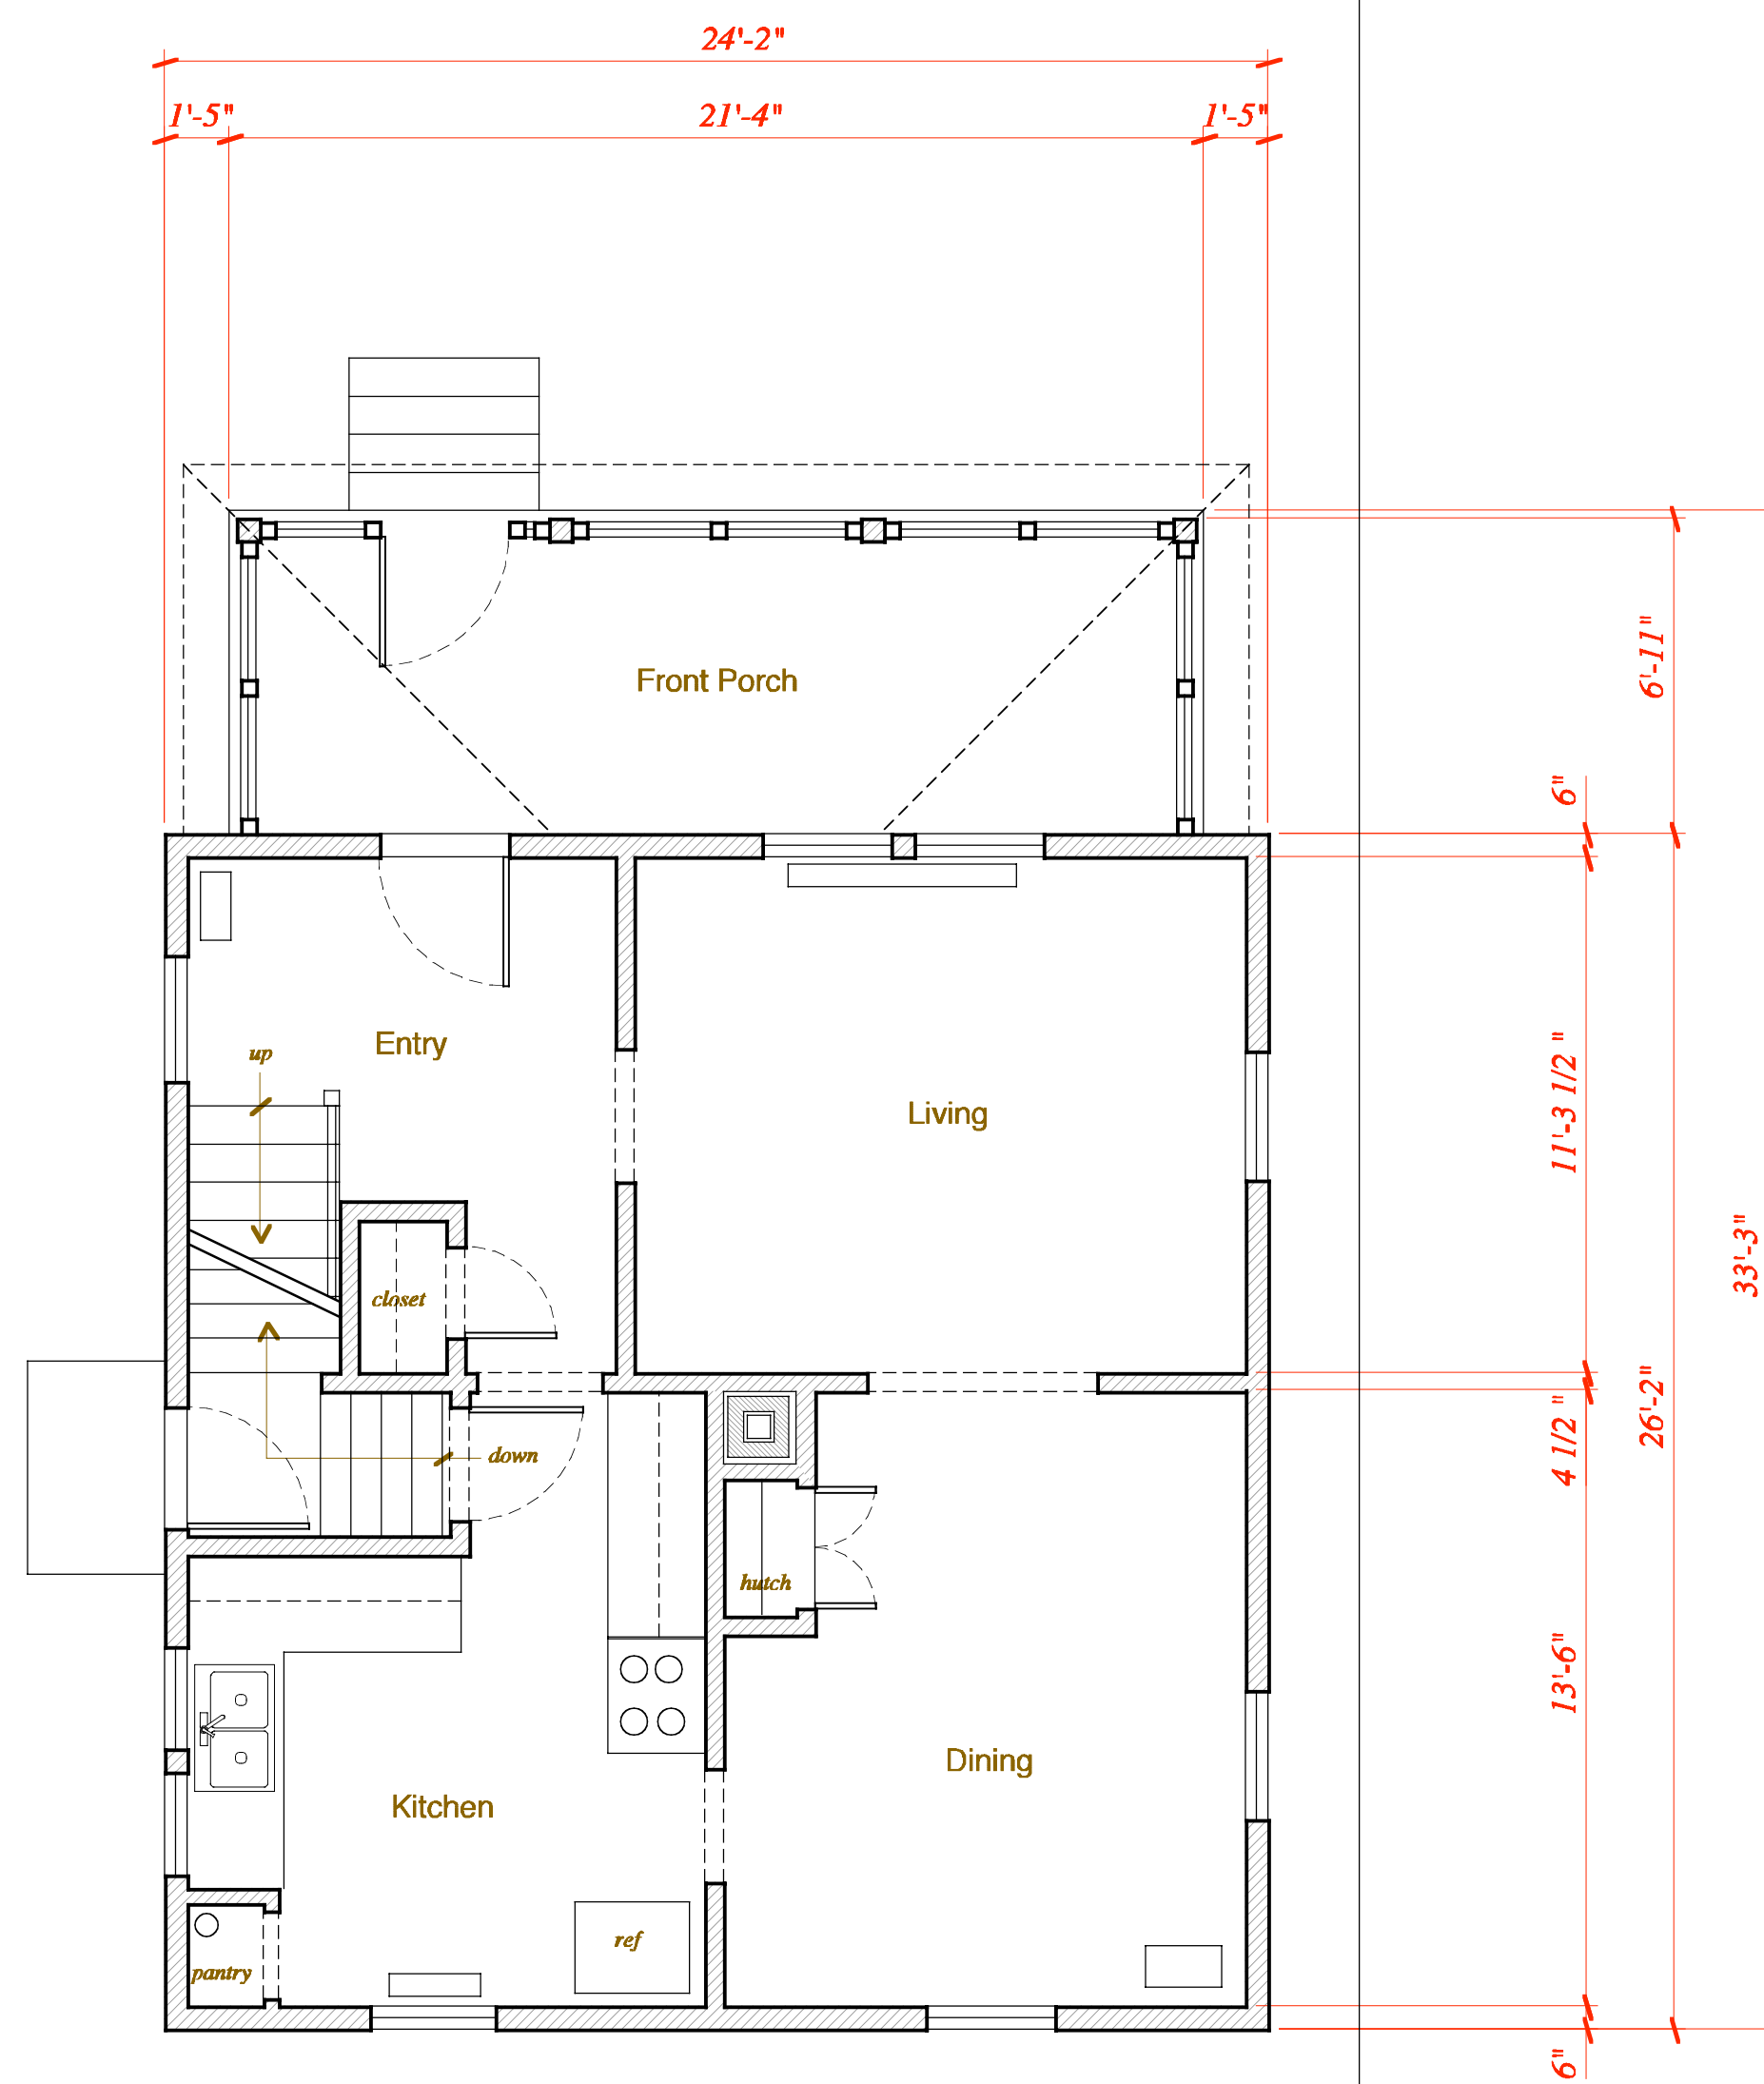 24'-2"
1'-5"
21'-4"
1'-5"
Front Porch
6'-11"
6"
Entry
up
Living
11'-3 1/2 "
33'-3"
closet
26'-2"
4 1/2 "
down
hutch
13'-6"
Dining
Kitchen
ref
pantry
6"